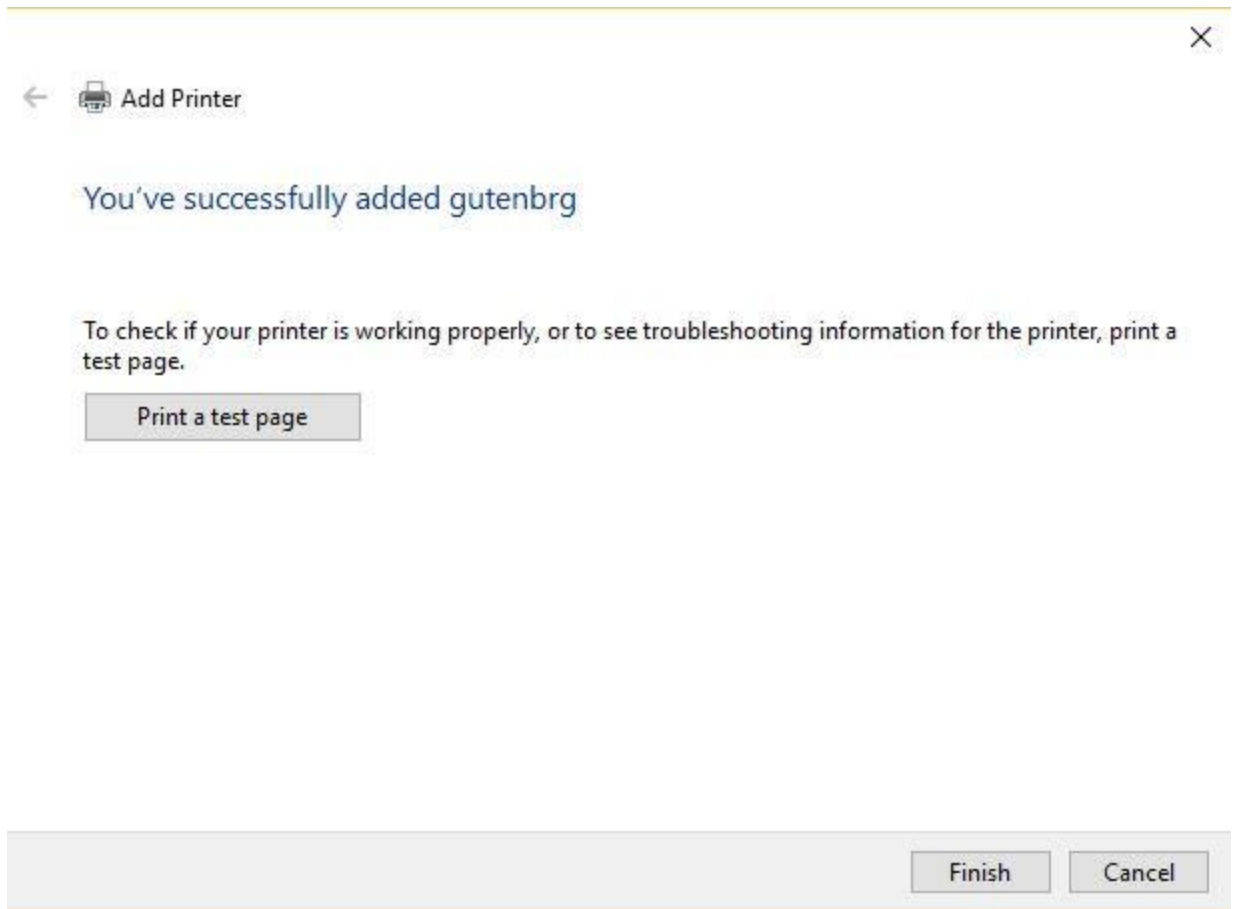 Add Printer
You've successfully added gutenbrg
To check if your printer is working properly, or to see troubleshooting information for the printer, print a
test page.
Print a test page
Finish
Cancel